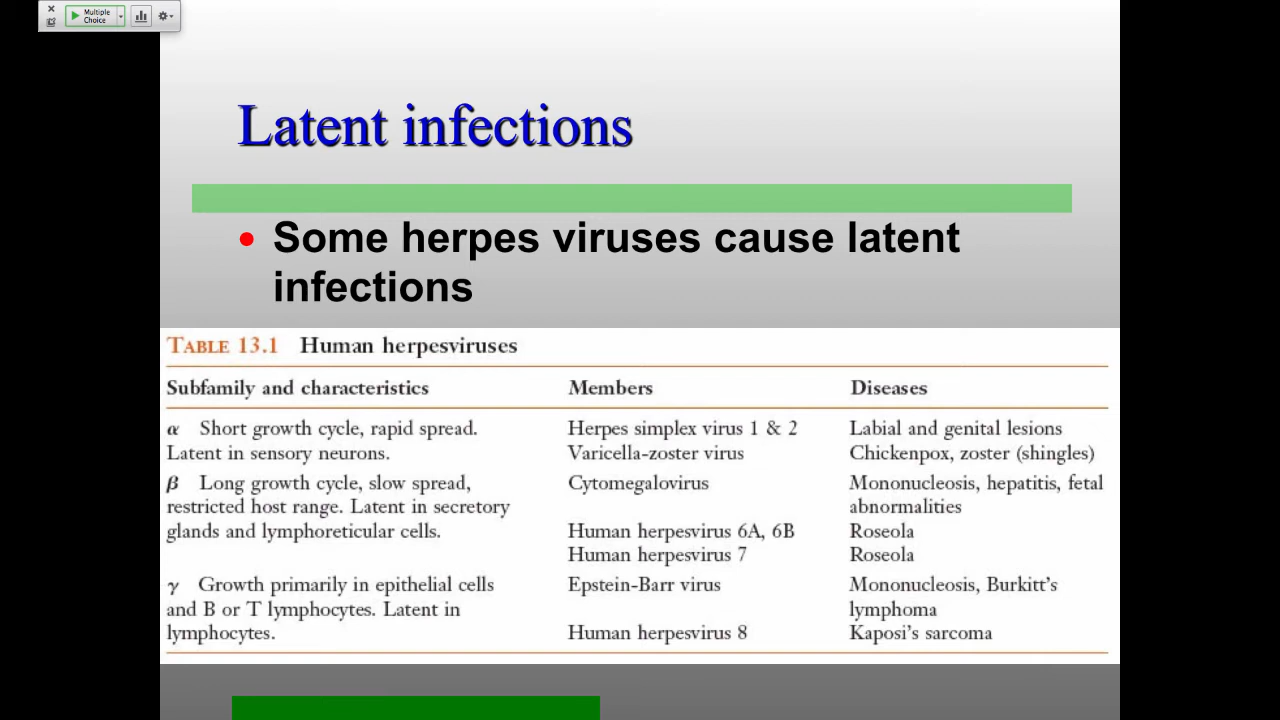 Multiple
Choice
Latent infections
• Some herpes viruses cause latent
infections
TABLE 13.1 Human herpesviruses
Subfamily and characteristics Members Diseases
α Short growth cycle, rapid spread. Herpes simplex virus 1 & 2 Labial and genital lesions
Latent in sensory neurons. Varicella-zoster virus Chickenpox, zoster (shingles)
β Long growth cycle, slow spread, Cytomegalovirus Mononucleosis, hepatitis, fetal
restricted host range. Latent in secretory abnormalities
glands and lymphoreticular cells. Human herpesvirus 6A, 6B Roseola
Human herpesvirus 7 Roseola
γ Growth primarily in epithelial cells Epstein-Barr virus Mononucleosis, Burkitt's
and B or T lymphocytes. Latent in lymphoma
lymphocytes. Human herpesvirus 8 Kaposi's sarcoma